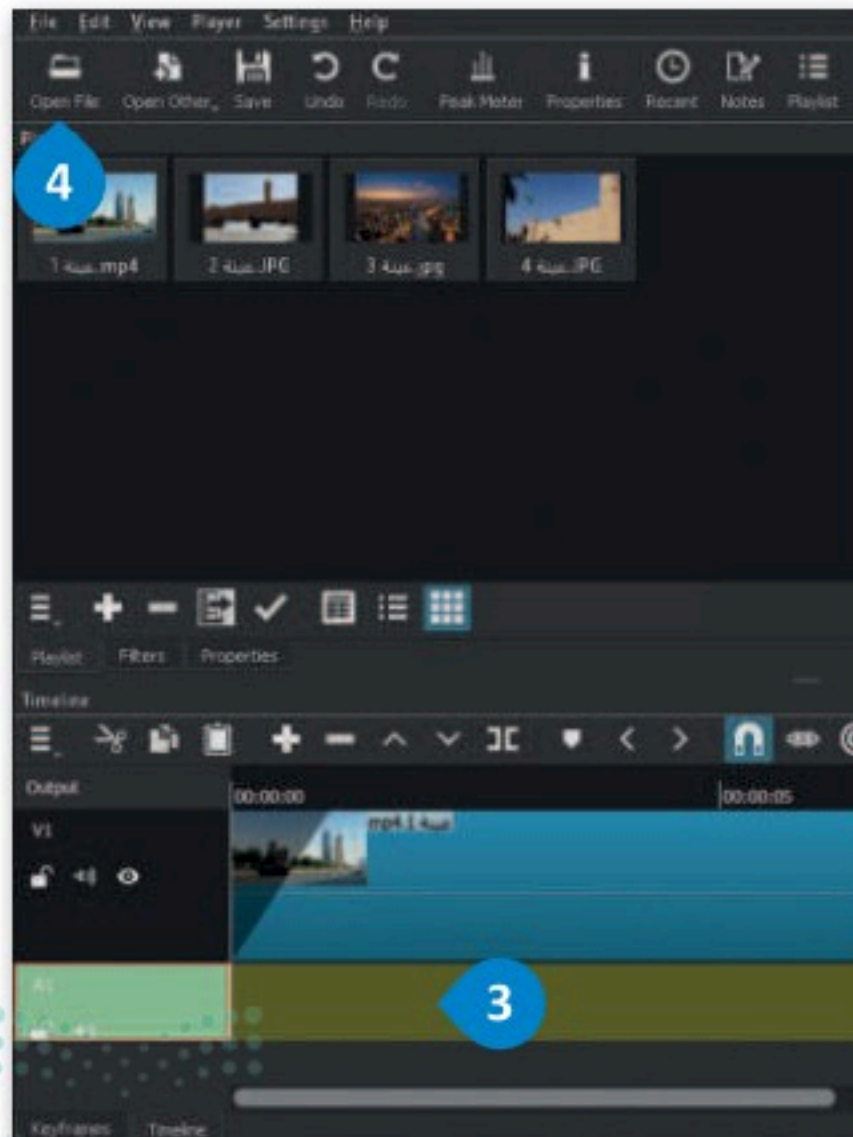 File Edit View Player Settings Help
Open File Open Other Save Undo Redo Peak Meter Properties Recent Notes Playlist
4
عينة 1.mp4 عينة 2.JPG عينة 3.jpg عينة 4.JPG
Playlist Filters Properties
Timeline
Output 00:00:00 00:00:05
V1
عينة 1.mp4
A1
3
Keyframes Timeline